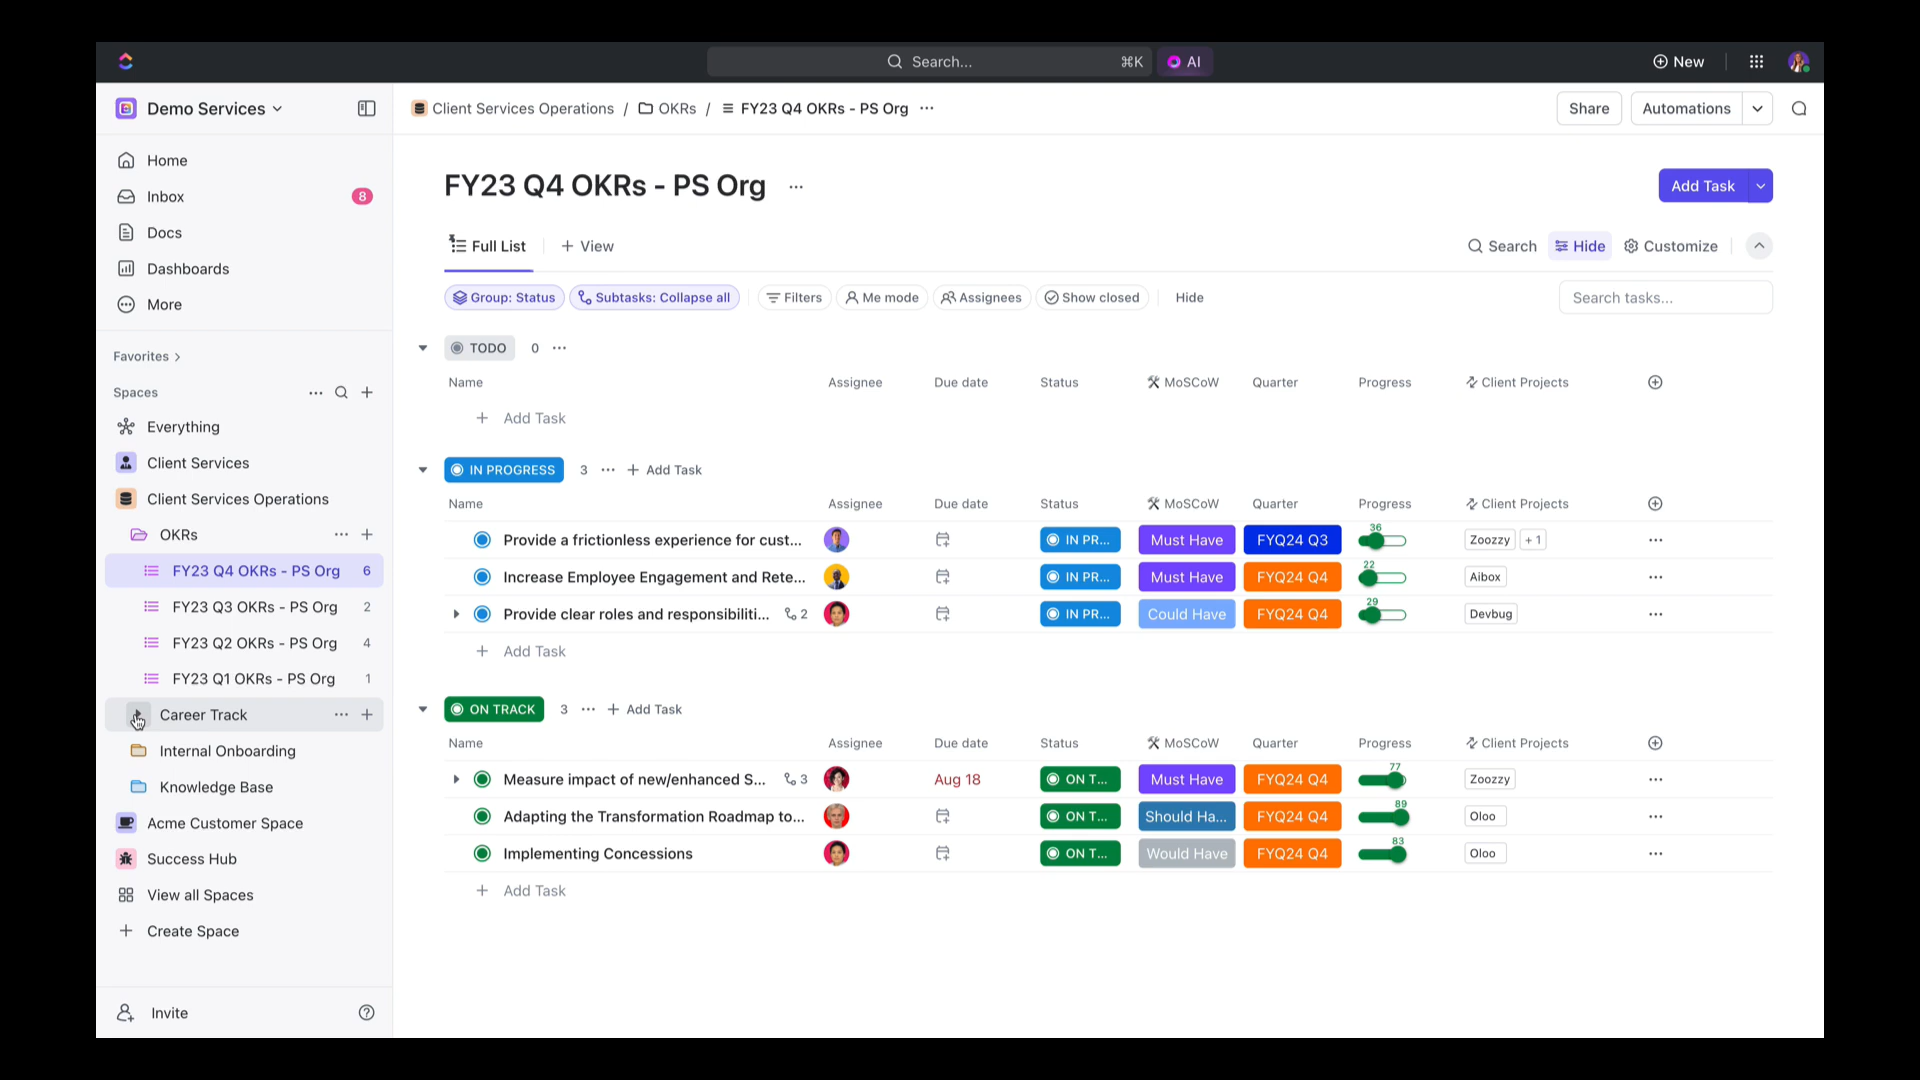 Search... ⌘K AI New
Demo Services
Client Services Operations / OKRs / FY23 Q4 OKRs - PS Org ...
Share Automations
Home
Inbox 8
Docs
Dashboards
More
Favorites
Spaces
Everything
Client Services
Client Services Operations
OKRs
FY23 Q4 OKRs - PS Org 6
FY23 Q3 OKRs - PS Org 2
FY23 Q2 OKRs - PS Org 4
FY23 Q1 OKRs - PS Org 1
Career Track
Internal Onboarding
Knowledge Base
Acme Customer Space
Success Hub
View all Spaces
+ Create Space
Invite
FY23 Q4 OKRs - PS Org ...
Add Task
Full List + View
Search Hide Customize
Group: Status Subtasks: Collapse all Filters Me mode Assignees Show closed Hide Search tasks...
TODO 0 ...
Name Assignee Due date Status MoSCoW Quarter Progress Client Projects
+ Add Task
IN PROGRESS 3 ... + Add Task
Name Assignee Due date Status MoSCoW Quarter Progress Client Projects
Provide a frictionless experience for cust... IN PR... Must Have FYQ24 Q3 36 Zoozzy + 1 ...
Increase Employee Engagement and Rete... IN PR... Must Have FYQ24 Q4 22 Aibox ...
Provide clear roles and responsibiliti... 2 IN PR... Could Have FYQ24 Q4 29 Devbug ...
+ Add Task
ON TRACK 3 ... + Add Task
Name Assignee Due date Status MoSCoW Quarter Progress Client Projects
Measure impact of new/enhanced S... 3 Aug 18 ON T... Must Have FYQ24 Q4 77 Zoozzy ...
Adapting the Transformation Roadmap to... ON T... Should Ha... FYQ24 Q4 89 Oloo ...
Implementing Concessions ON T... Would Have FYQ24 Q4 83 Oloo ...
+ Add Task